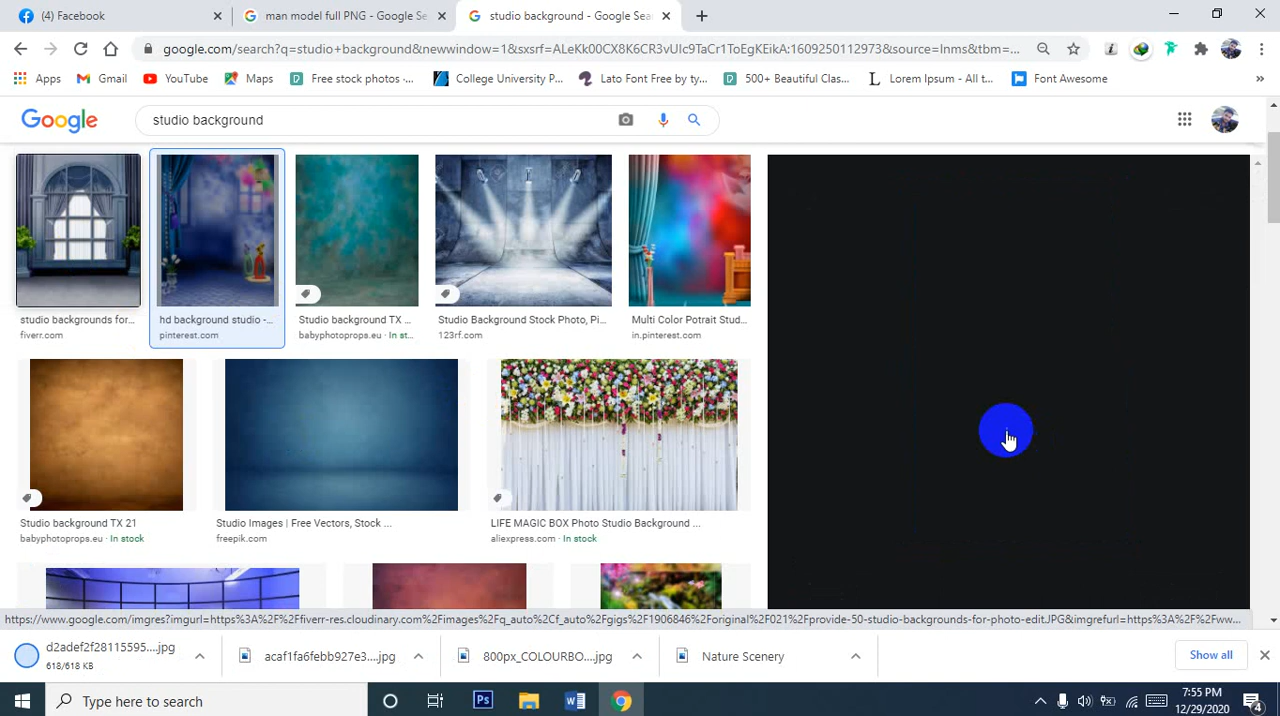 (4) Facebook
man model full PNG - Google Se
studio background - Google Sea
google.com/search?q=studio+background&newwindow=1&sxsrf=ALeKk00CX8K6CR3vUIc9TaCr1ToEgKEikA:1609250112973&source=lnms&tbm=...
Apps
Gmail
YouTube
Maps
Free stock photos ·...
College University P...
Lato Font Free by ty...
500+ Beautiful Clas...
Lorem Ipsum - All t...
Font Awesome
»
Google
studio background
studio backgrounds for...
fiverr.com
hd background studio -...
pinterest.com
Studio background TX ...
babyphotoprops.eu · In st...
Studio Background Stock Photo, Pi...
123rf.com
Multi Color Potrait Stud...
in.pinterest.com
Studio background TX 21
babyphotoprops.eu · In stock
Studio Images | Free Vectors, Stock ...
freepik.com
LIFE MAGIC BOX Photo Studio Background ...
aliexpress.com · In stock
https://www.google.com/imgres?imgurl=https%3A%2F%2Ffiverr-res.cloudinary.com%2Fimages%2Fq_auto%2Cf_auto%2Fgigs%2F1906846%2Foriginal%2F021%2Fprovide-50-studio-backgrounds-for-photo-edit.JPG&imgrefurl=https%3A%2F%2Fww...
d2adef2f28115595....jpg
618/618 KB
acaf1fa6febb927e3....jpg
800px_COLOURBO....jpg
Nature Scenery
Show all
Type here to search
Ps
7:55 PM
12/29/2020
4